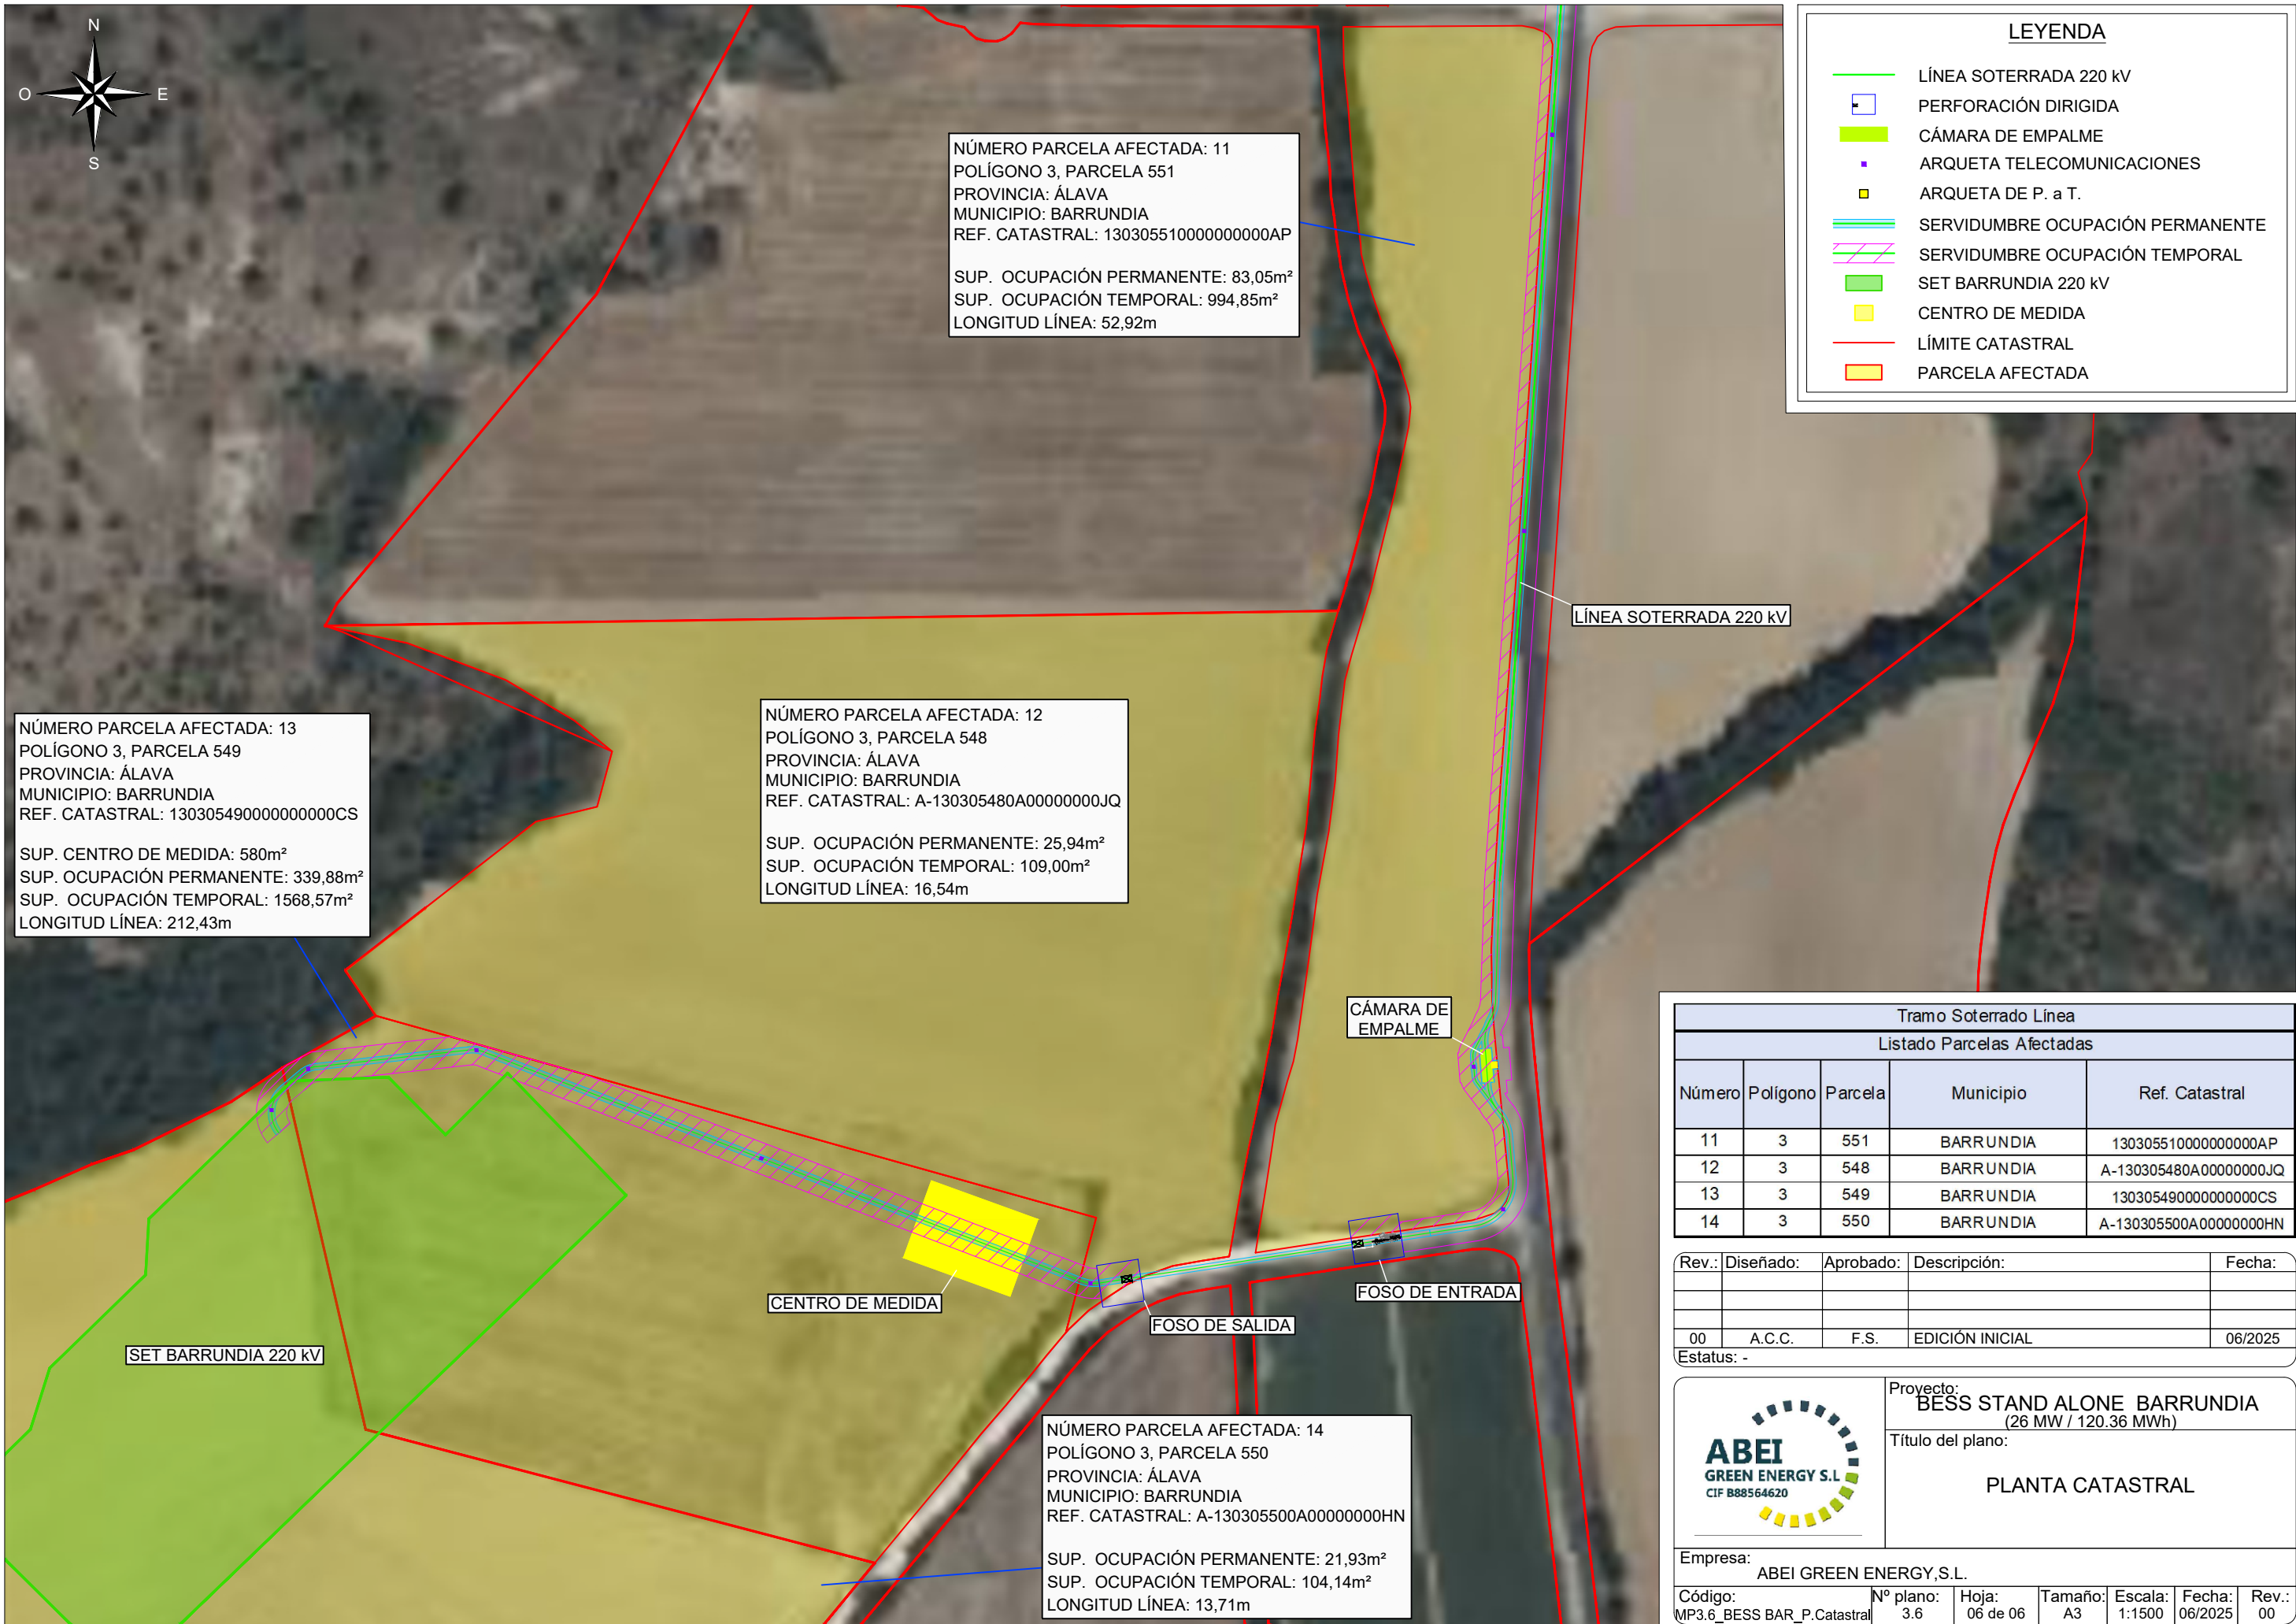 N
O
E
S
LEYENDA
LÍNEA SOTERRADA 220 kV
PERFORACIÓN DIRIGIDA
CÁMARA DE EMPALME
ARQUETA TELECOMUNICACIONES
ARQUETA DE P. a T.
SERVIDUMBRE OCUPACIÓN PERMANENTE
SERVIDUMBRE OCUPACIÓN TEMPORAL
SET BARRUNDIA 220 kV
CENTRO DE MEDIDA
LÍMITE CATASTRAL
PARCELA AFECTADA
NÚMERO PARCELA AFECTADA: 11
POLÍGONO 3, PARCELA 551
PROVINCIA: ÁLAVA
MUNICIPIO: BARRUNDIA
REF. CATASTRAL: 130305510000000000AP
SUP. OCUPACIÓN PERMANENTE: 83,05m²
SUP. OCUPACIÓN TEMPORAL: 994,85m²
LONGITUD LÍNEA: 52,92m
LÍNEA SOTERRADA 220 kV
NÚMERO PARCELA AFECTADA: 13
POLÍGONO 3, PARCELA 549
PROVINCIA: ÁLAVA
MUNICIPIO: BARRUNDIA
REF. CATASTRAL: 130305490000000000CS
SUP. CENTRO DE MEDIDA: 580m²
SUP. OCUPACIÓN PERMANENTE: 339,88m²
SUP. OCUPACIÓN TEMPORAL: 1568,57m²
LONGITUD LÍNEA: 212,43m
NÚMERO PARCELA AFECTADA: 12
POLÍGONO 3, PARCELA 548
PROVINCIA: ÁLAVA
MUNICIPIO: BARRUNDIA
REF. CATASTRAL: A-130305480A00000000JQ
SUP. OCUPACIÓN PERMANENTE: 25,94m²
SUP. OCUPACIÓN TEMPORAL: 109,00m²
LONGITUD LÍNEA: 16,54m
CÁMARA DE
EMPALME
CENTRO DE MEDIDA
FOSO DE SALIDA
FOSO DE ENTRADA
SET BARRUNDIA 220 kV
NÚMERO PARCELA AFECTADA: 14
POLÍGONO 3, PARCELA 550
PROVINCIA: ÁLAVA
MUNICIPIO: BARRUNDIA
REF. CATASTRAL: A-130305500A00000000HN
SUP. OCUPACIÓN PERMANENTE: 21,93m²
SUP. OCUPACIÓN TEMPORAL: 104,14m²
LONGITUD LÍNEA: 13,71m
Tramo Soterrado Línea
Listado Parcelas Afectadas
Número Polígono Parcela Municipio Ref. Catastral
11 3 551 BARRUNDIA 130305510000000000AP
12 3 548 BARRUNDIA A-130305480A00000000JQ
13 3 549 BARRUNDIA 130305490000000000CS
14 3 550 BARRUNDIA A-130305500A00000000HN
Rev.: Diseñado: Aprobado: Descripción: Fecha:
00 A.C.C. F.S. EDICIÓN INICIAL 06/2025
Estatus: -
ABEI
GREEN ENERGY S.L
CIF B88564620
Proyecto:
BESS STAND ALONE BARRUNDIA
(26 MW / 120.36 MWh)
Título del plano:
PLANTA CATASTRAL
Empresa:
ABEI GREEN ENERGY,S.L.
Código: Nº plano: Hoja: Tamaño: Escala: Fecha: Rev.:
MP3.6_BESS BAR_P.Catastral 3.6 06 de 06 A3 1:1500 06/2025 00